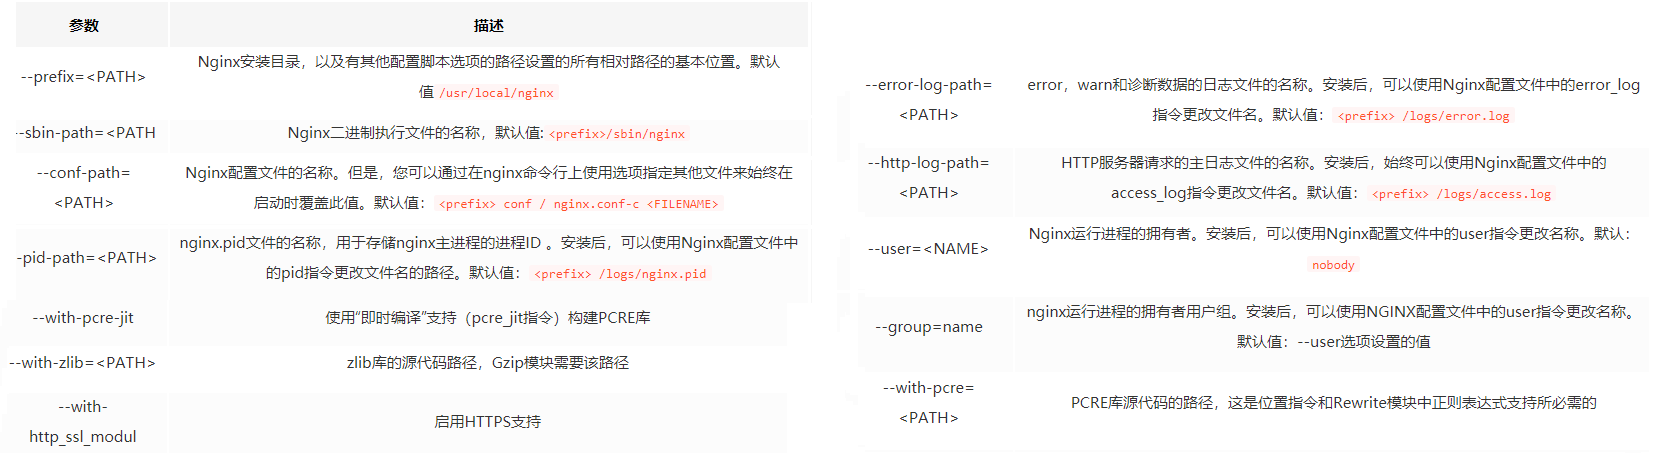 参数 描述
--prefix=<PATH>
Nginx安装目录，以及有其他配置脚本选项的路径设置的所有相对路径的基本位置。默认
值 /usr/local/nginx
--sbin-path=<PATH
Nginx二进制执行文件的名称，默认值: <prefix>/sbin/nginx
--conf-path=
<PATH>
Nginx配置文件的名称。但是，您可以通过在nginx命令行上使用选项指定其他文件来始终在
启动时覆盖此值。默认值： <prefix> conf / nginx.conf-c <FILENAME>
-pid-path=<PATH>
nginx.pid文件的名称，用于存储nginx主进程的进程ID 。安装后，可以使用Nginx配置文件中
的pid指令更改文件名的路径。默认值： <prefix> /logs/nginx.pid
--with-pcre-jit
使用“即时编译”支持（pcre_jit指令）构建PCRE库
--with-zlib=<PATH>
zlib库的源代码路径，Gzip模块需要该路径
--with-
http_ssl_modul
启用HTTPS支持
--error-log-path=
<PATH>
error，warn和诊断数据的日志文件的名称。安装后，可以使用Nginx配置文件中的error_log
指令更改文件名。默认值： <prefix> /logs/error.log
--http-log-path=
<PATH>
HTTP服务器请求的主日志文件的名称。安装后，始终可以使用Nginx配置文件中的
access_log指令更改文件名。默认值： <prefix> /logs/access.log
--user=<NAME>
Nginx运行进程的拥有者。安装后，可以使用Nginx配置文件中的user指令更改名称。默认：
nobody
--group=name
nginx运行进程的拥有者用户组。安装后，可以使用NGINX配置文件中的user指令更改名称。
默认值：--user选项设置的值
--with-pcre=
<PATH>
PCRE库源代码的路径，这是位置指令和Rewrite模块中正则表达式支持所必需的